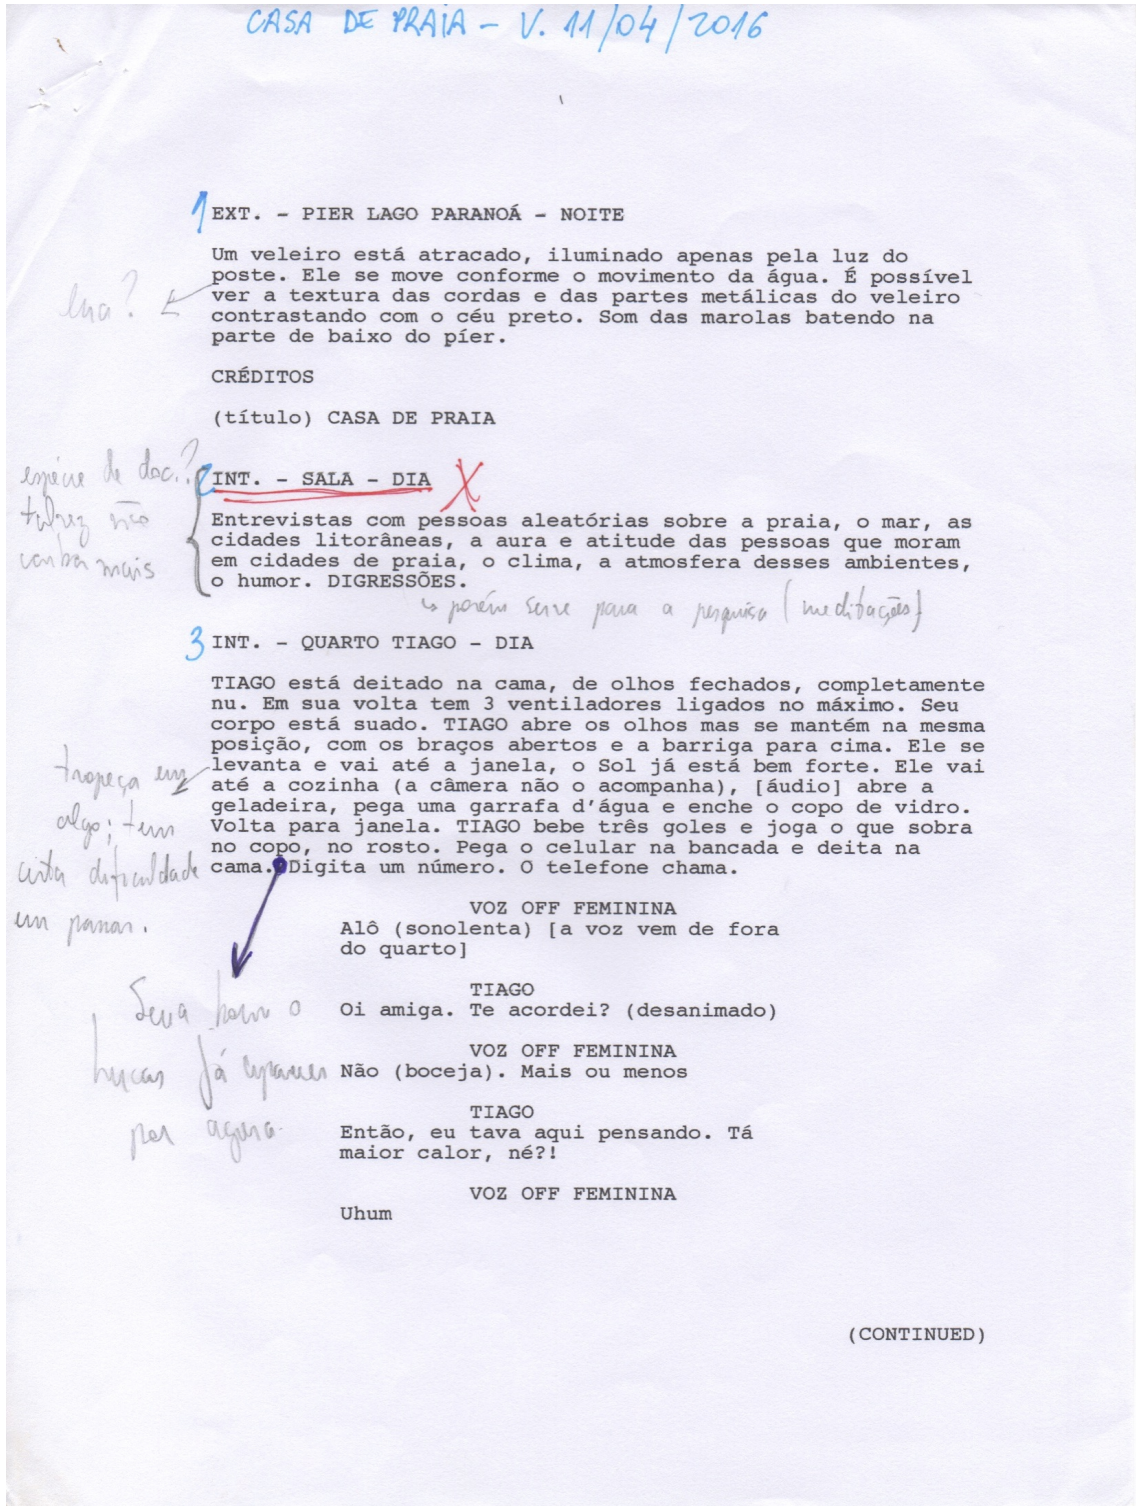 CASA DE PRAIA - V. 11/04/2016
1 EXT. - PIER LAGO PARANOÁ - NOITE
Um veleiro está atracado, iluminado apenas pela luz do
poste. Ele se move conforme o movimento da água. É possível
ver a textura das cordas e das partes metálicas do veleiro
contrastando com o céu preto. Som das marolas batendo na
parte de baixo do píer.
lua?
CRÉDITOS
(título) CASA DE PRAIA
2 INT. - SALA - DIA X
Entrevistas com pessoas aleatórias sobre a praia, o mar, as
cidades litorâneas, a aura e atitude das pessoas que moram
em cidades de praia, o clima, a atmosfera desses ambientes,
o humor. DIGRESSÕES.
espécie de doc.?
talvez não
caiba mais
↳ porém serve para a pesquisa (meditações)
3 INT. - QUARTO TIAGO - DIA
TIAGO está deitado na cama, de olhos fechados, completamente
nu. Em sua volta tem 3 ventiladores ligados no máximo. Seu
corpo está suado. TIAGO abre os olhos mas se mantém na mesma
posição, com os braços abertos e a barriga para cima. Ele se
levanta e vai até a janela, o Sol já está bem forte. Ele vai
até a cozinha (a câmera não o acompanha), [áudio] abre a
geladeira, pega uma garrafa d'água e enche o copo de vidro.
Volta para janela. TIAGO bebe três goles e joga o que sobra
no copo, no rosto. Pega o celular na bancada e deita na
cama. Digita um número. O telefone chama.
tropeça em
algo; tem
certa dificuldade
em passar.
VOZ OFF FEMININA
Alô (sonolenta) [a voz vem de fora
do quarto]
TIAGO
Oi amiga. Te acordei? (desanimado)
VOZ OFF FEMININA
Não (boceja). Mais ou menos
TIAGO
Então, eu tava aqui pensando. Tá
maior calor, né?!
VOZ OFF FEMININA
Uhum
Seria bom o
Lucas já aparecer
por agora.
(CONTINUED)